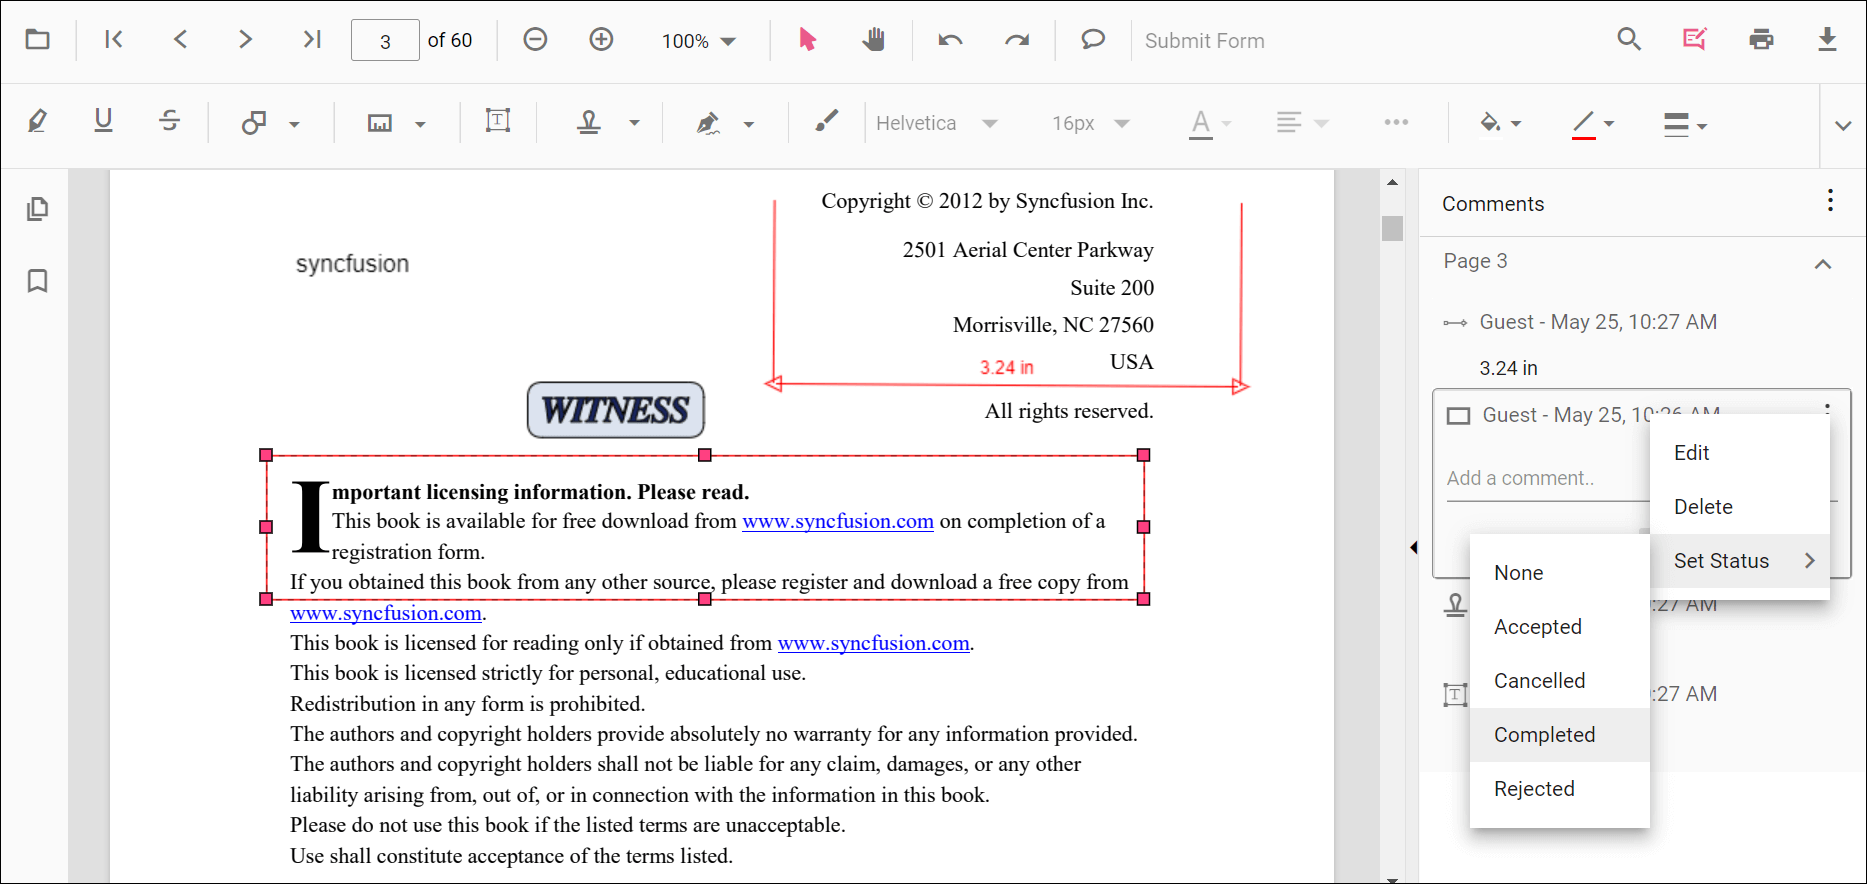 3 of 60 100% Submit Form
Helvetica 16px
Copyright © 2012 by Syncfusion Inc.
2501 Aerial Center Parkway
syncfusion
Suite 200
Morrisville, NC 27560
USA
3.24 in
All rights reserved.
WITNESS
Important licensing information. Please read.
This book is available for free download from www.syncfusion.com on completion of a
registration form.
If you obtained this book from any other source, please register and download a free copy from
www.syncfusion.com.
This book is licensed for reading only if obtained from www.syncfusion.com.
This book is licensed strictly for personal, educational use.
Redistribution in any form is prohibited.
The authors and copyright holders provide absolutely no warranty for any information provided.
The authors and copyright holders shall not be liable for any claim, damages, or any other
liability arising from, out of, or in connection with the information in this book.
Please do not use this book if the listed terms are unacceptable.
Use shall constitute acceptance of the terms listed.
Comments
Page 3
Guest - May 25, 10:27 AM
3.24 in
Guest - May 25, 10:26 AM
Add a comment..
Edit
Delete
Set Status
None
Accepted
Cancelled
Completed
Rejected
:27 AM
:27 AM